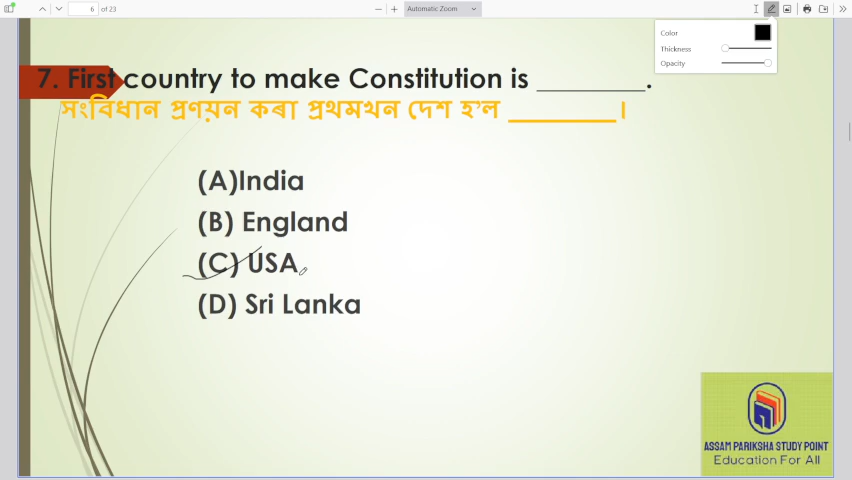 6 of 23
Automatic Zoom
Color
Thickness
Opacity
7. First country to make Constitution is ________.
সংবিধান প্ৰণয়ন কৰা প্ৰথমখন দেশ হ’ল ________ ।
(A)India
(B) England
(C) USA
(D) Sri Lanka
ASSAM PARIKSHA STUDY POINT
Education For All